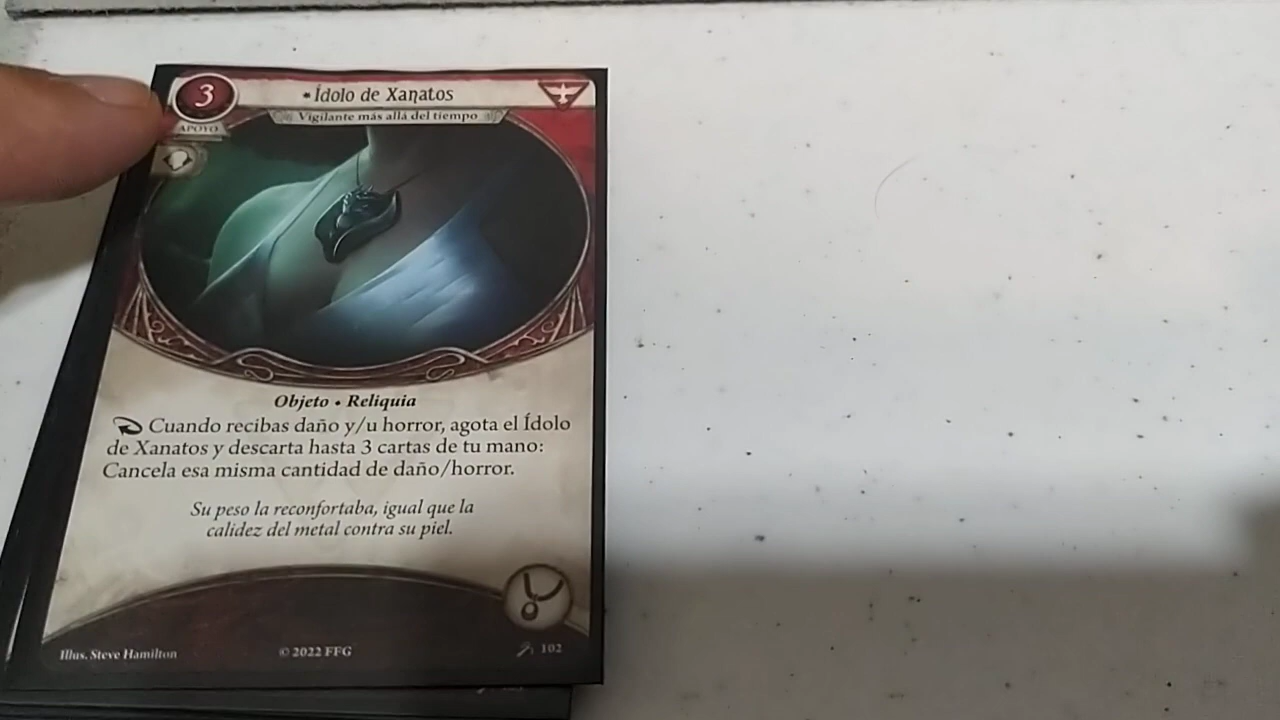 3
*Ídolo de Xanatos
APOYO
Vigilante más allá del tiempo
Objeto • Reliquia
Cuando recibas daño y/u horror, agota el Ídolo
de Xanatos y descarta hasta 3 cartas de tu mano:
Cancela esa misma cantidad de daño/horror.
Su peso la reconfortaba, igual que la
calidez del metal contra su piel.
Illus. Steve Hamilton
© 2022 FFG
102